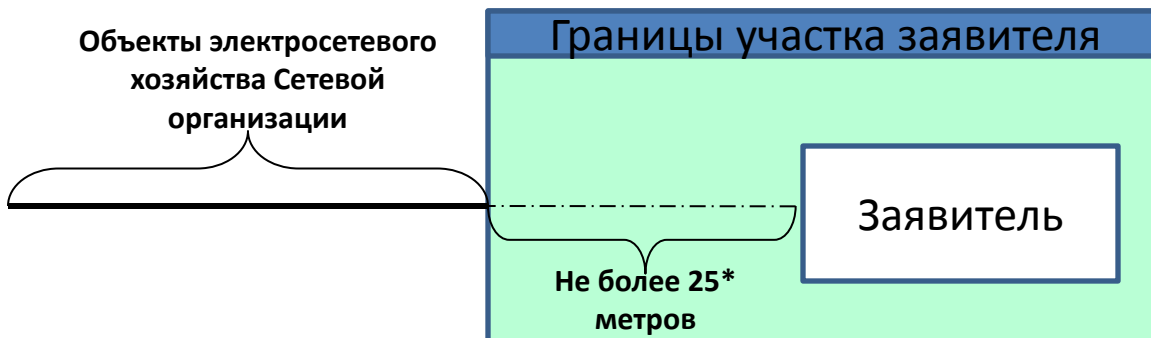 Объекты электросетевого
хозяйства Сетевой
организации
Границы участка заявителя
Заявитель
Не более 25*
метров